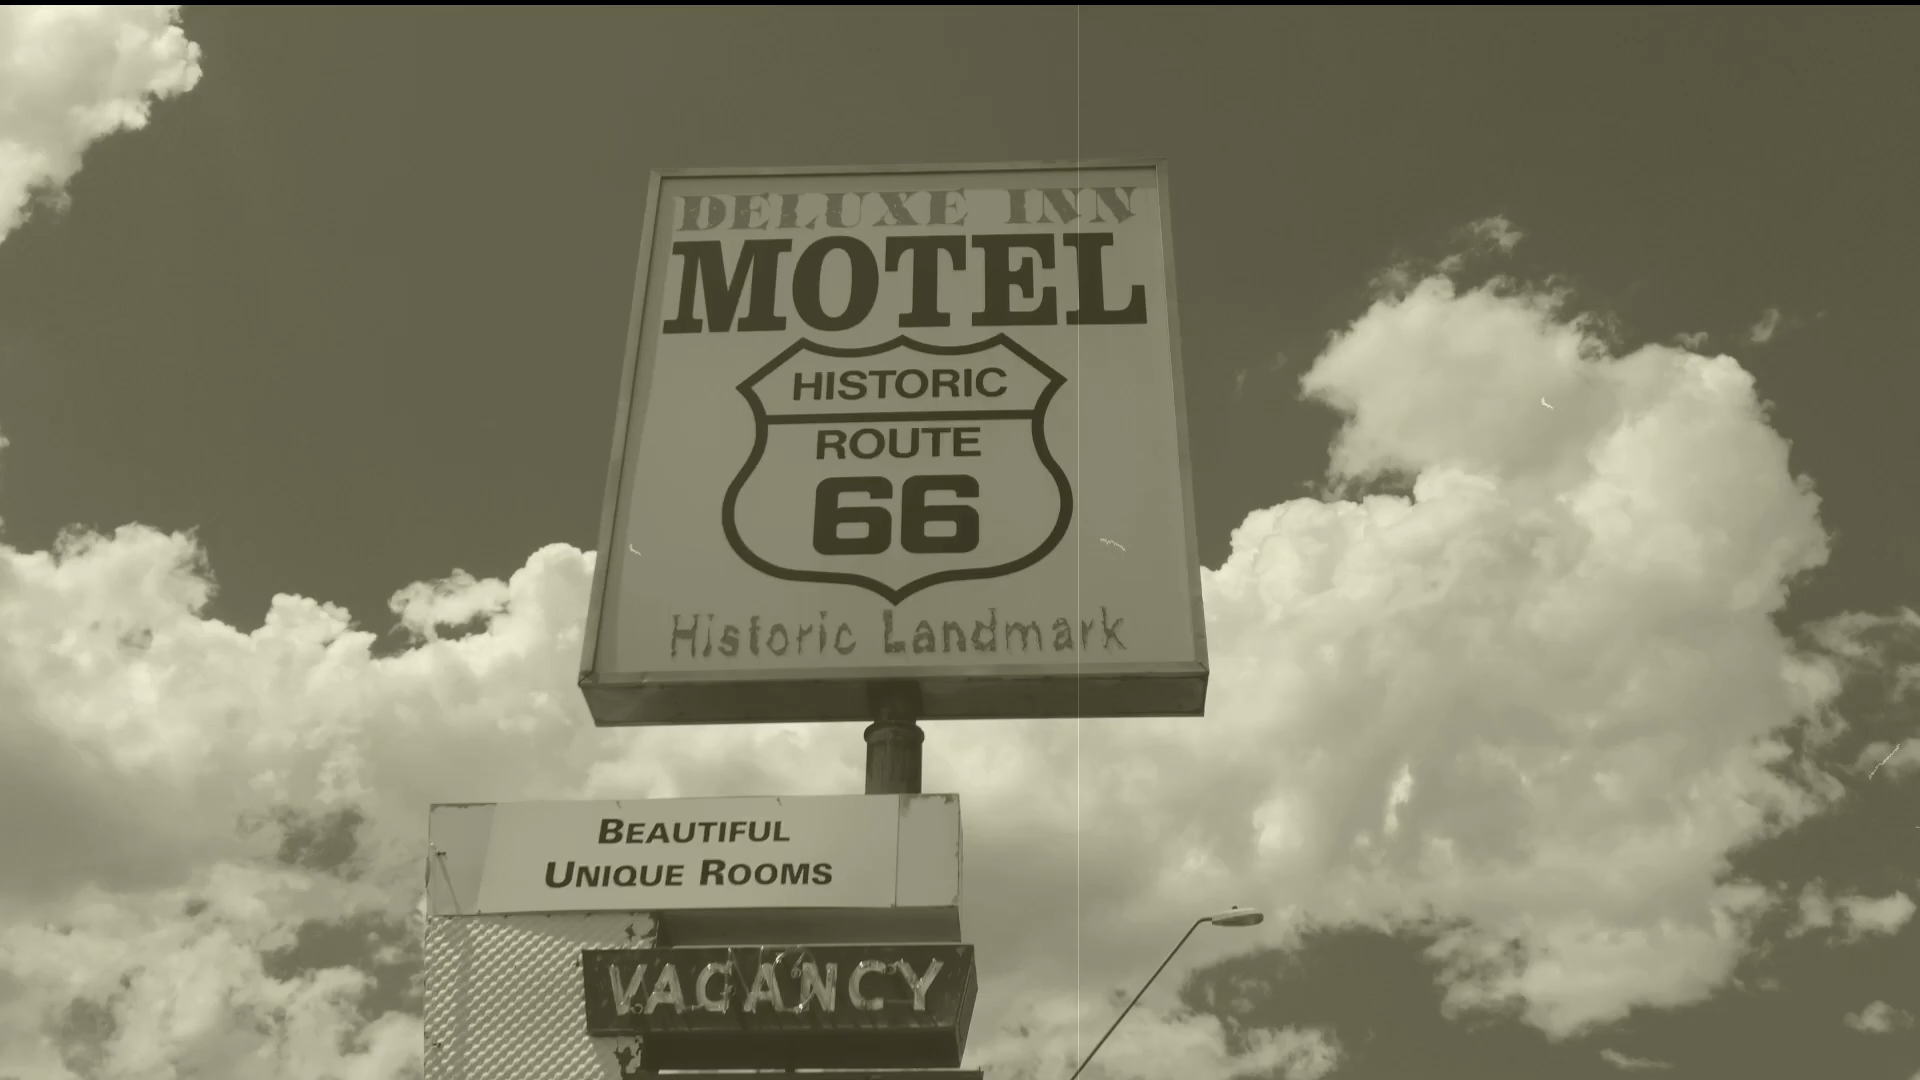 DELUXE INN
MOTEL
HISTORIC
ROUTE
66
Historic Landmark
BEAUTIFUL
UNIQUE ROOMS
VACANCY